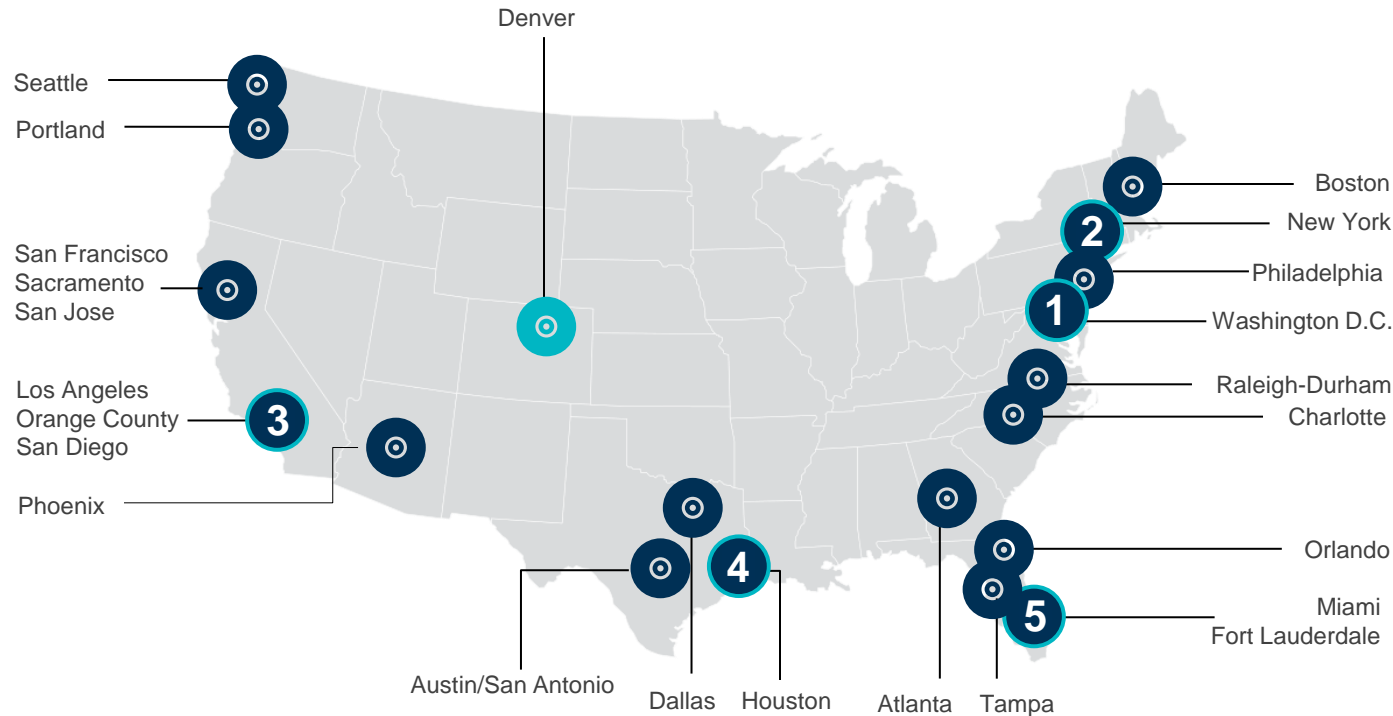 Denver
Seattle
Portland
Boston
2
New York
San Francisco
Sacramento
San Jose
Philadelphia
1
Washington D.C.
Los Angeles
Orange County
San Diego
3
Raleigh-Durham
Charlotte
Phoenix
4
Orlando
5
Miami
Fort Lauderdale
Austin/San Antonio
Dallas
Houston
Atlanta
Tampa